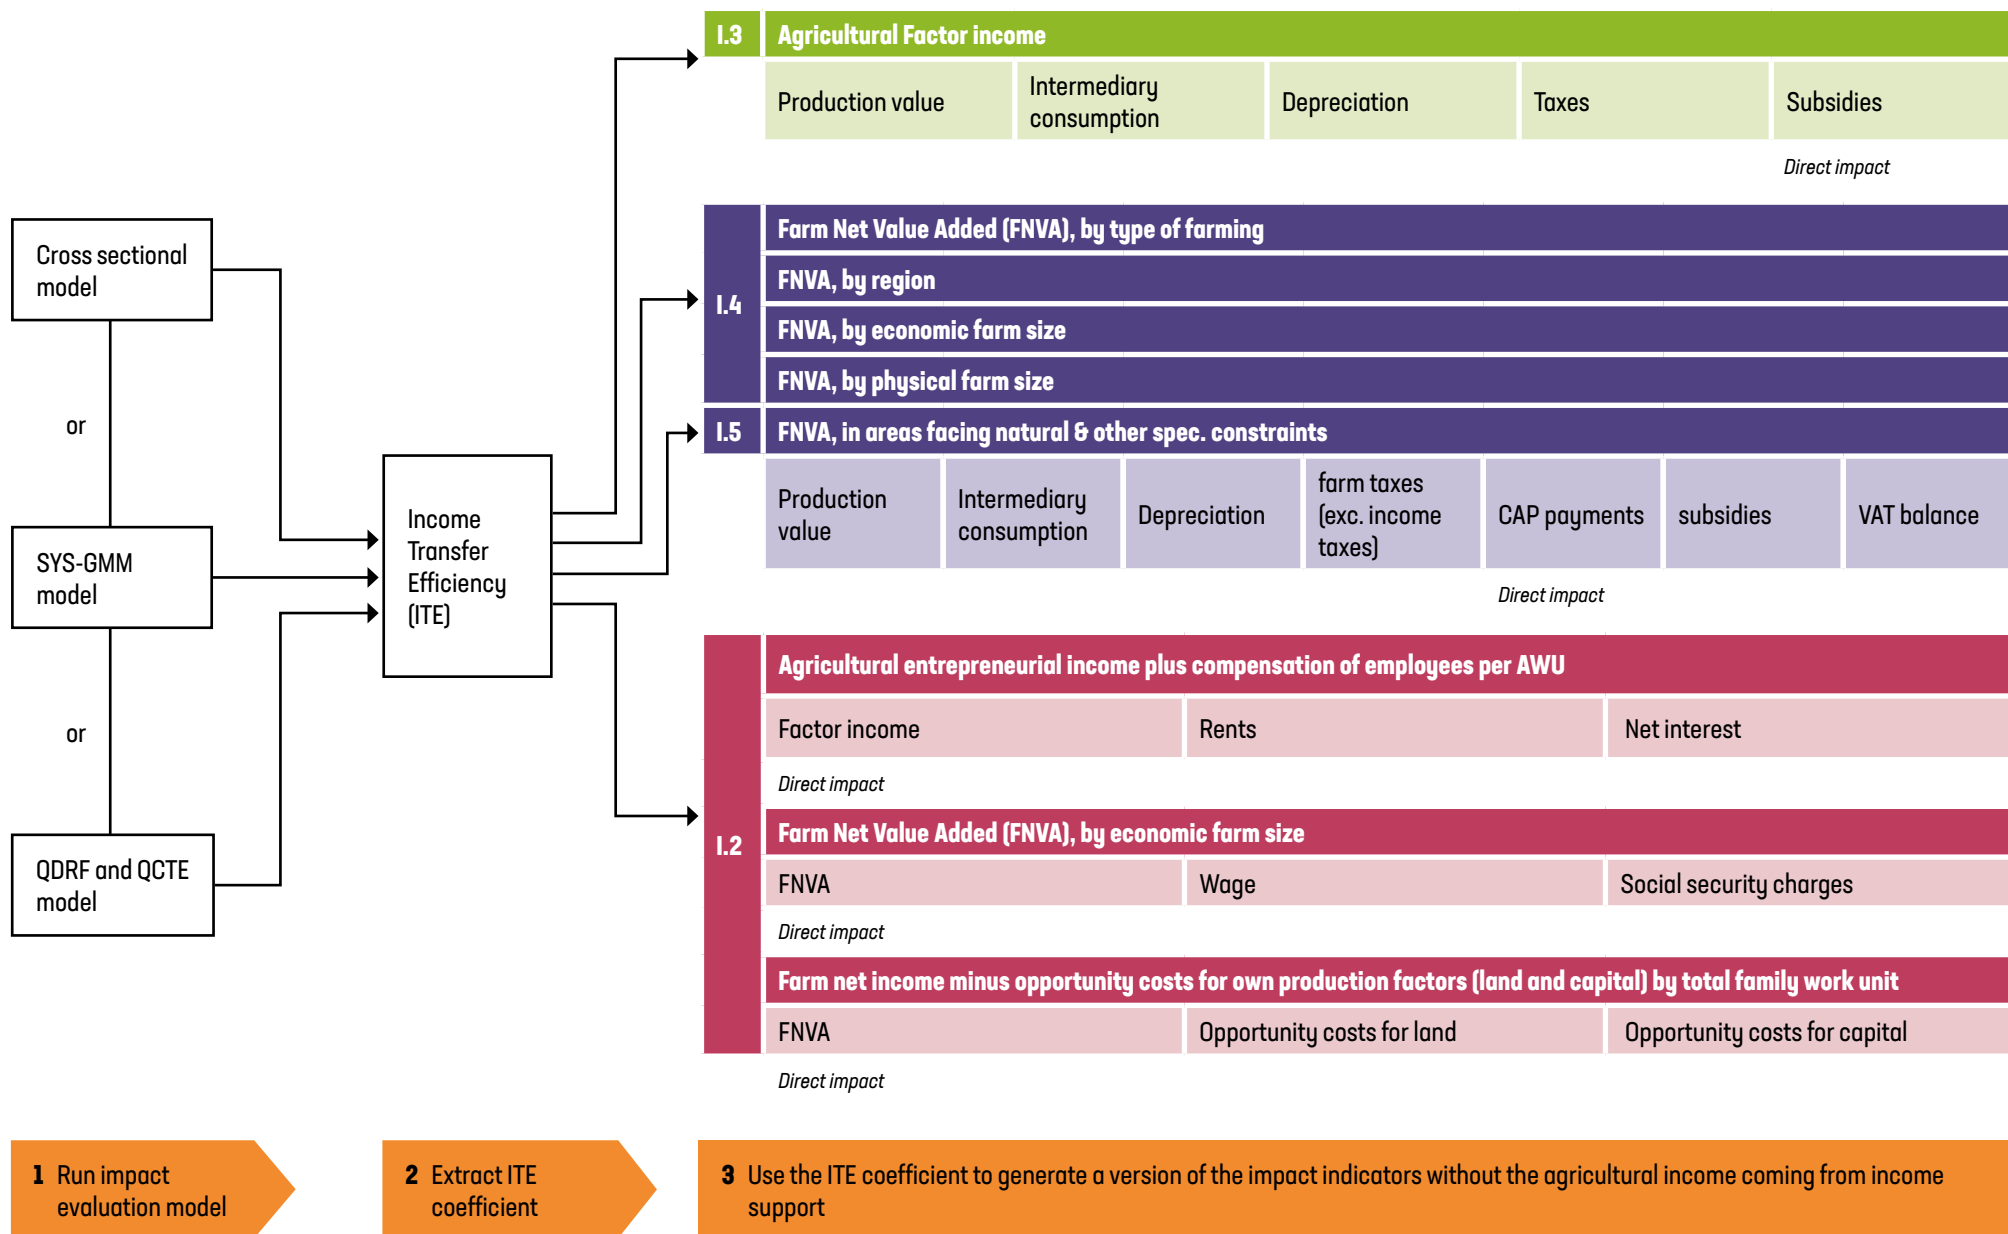 I.3
Agricultural Factor income
Production value
Intermediary
consumption
Depreciation
Taxes
Subsidies
Direct impact
Cross sectional
model
or
SYS-GMM
model
or
QDRF and QCTE
model
Income
Transfer
Efficiency
(ITE)
I.4
Farm Net Value Added (FNVA), by type of farming
FNVA, by region
FNVA, by economic farm size
FNVA, by physical farm size
I.5
FNVA, in areas facing natural & other spec. constraints
Production
value
Intermediary
consumption
Depreciation
farm taxes
(exc. income
taxes)
CAP payments
subsidies
VAT balance
Direct impact
I.2
Agricultural entrepreneurial income plus compensation of employees per AWU
Factor income
Rents
Net interest
Direct impact
Farm Net Value Added (FNVA), by economic farm size
FNVA
Wage
Social security charges
Direct impact
Farm net income minus opportunity costs for own production factors (land and capital) by total family work unit
FNVA
Opportunity costs for land
Opportunity costs for capital
Direct impact
1 Run impact
evaluation model
2 Extract ITE
coefficient
3 Use the ITE coefficient to generate a version of the impact indicators without the agricultural income coming from income
support